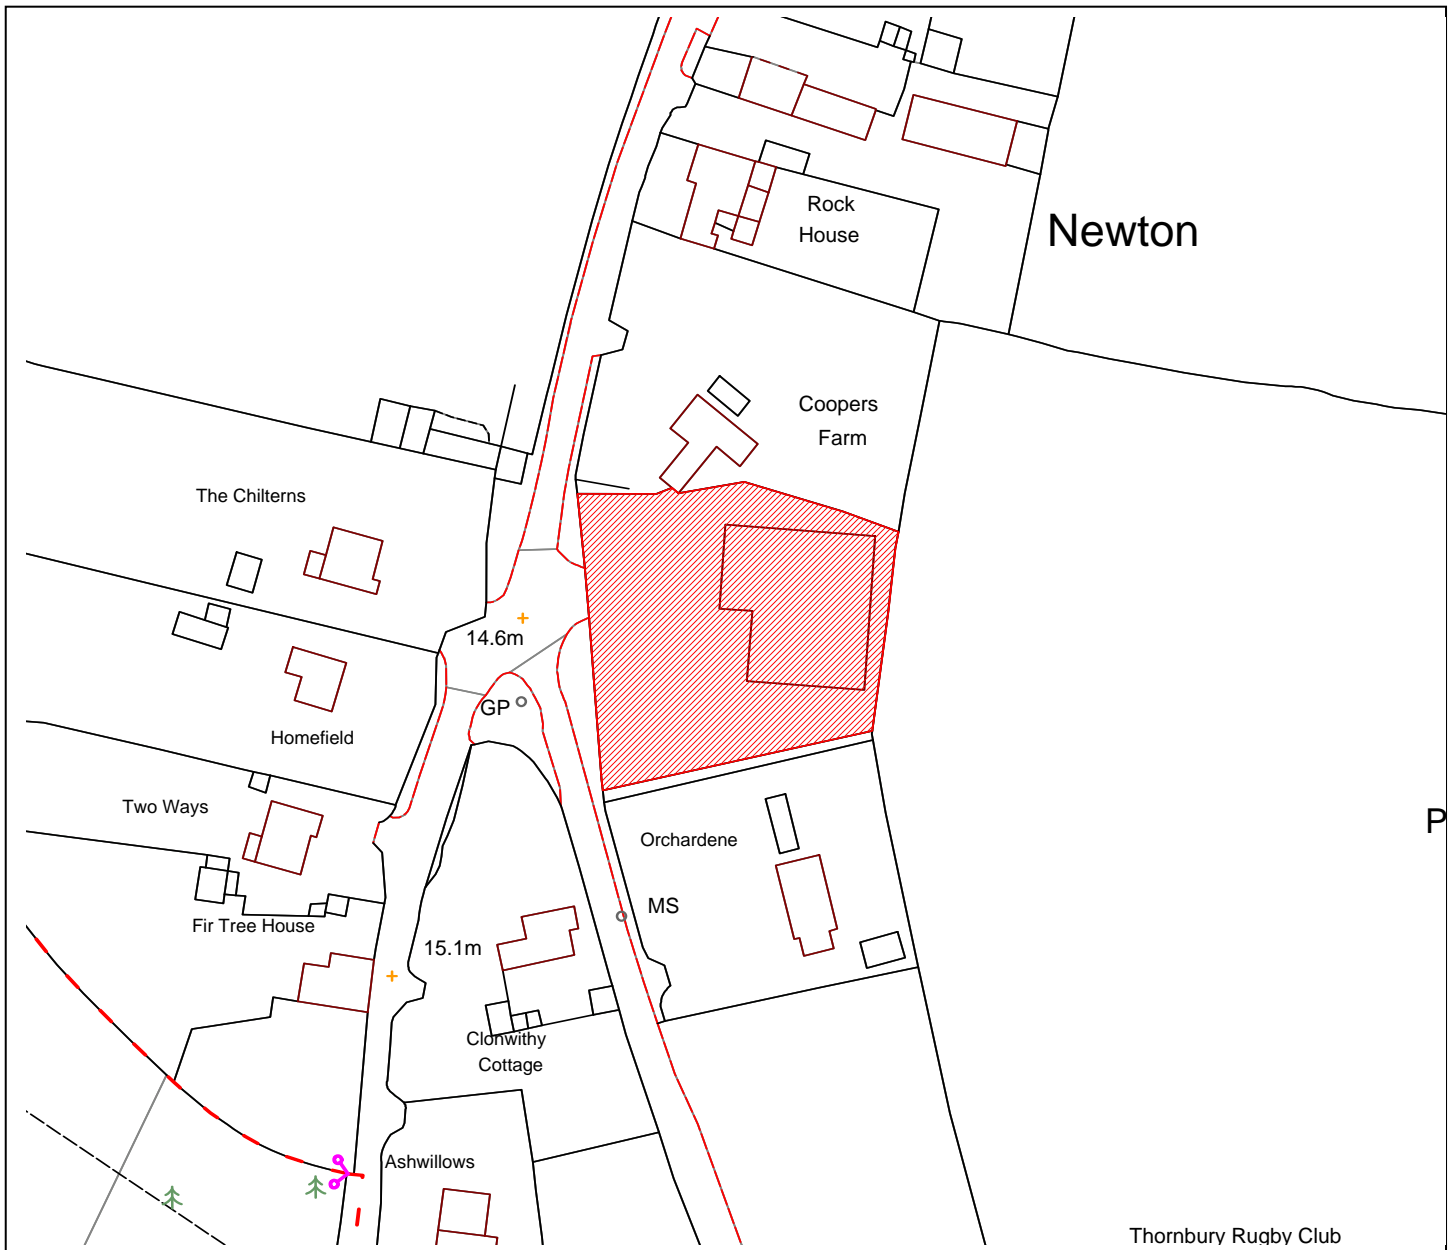 Rock
House
Newton
Coopers
Farm
The Chilterns
14.6m
GP
Homefield
Two Ways
P
Orchardene
MS
Fir Tree House
15.1m
Clonwithy
Cottage
Ashwillows
Thornbury Rugby Club